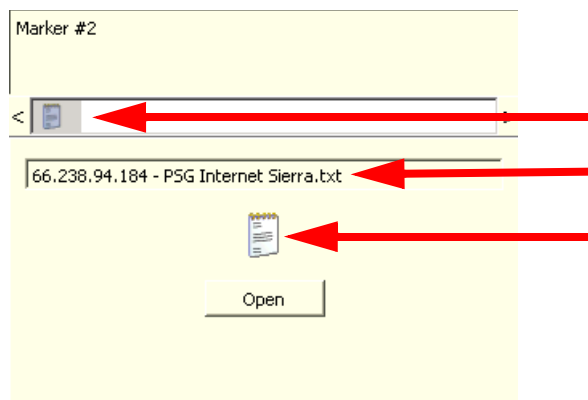 Marker #2
<
66.238.94.184 - PSG Internet Sierra.txt
Open